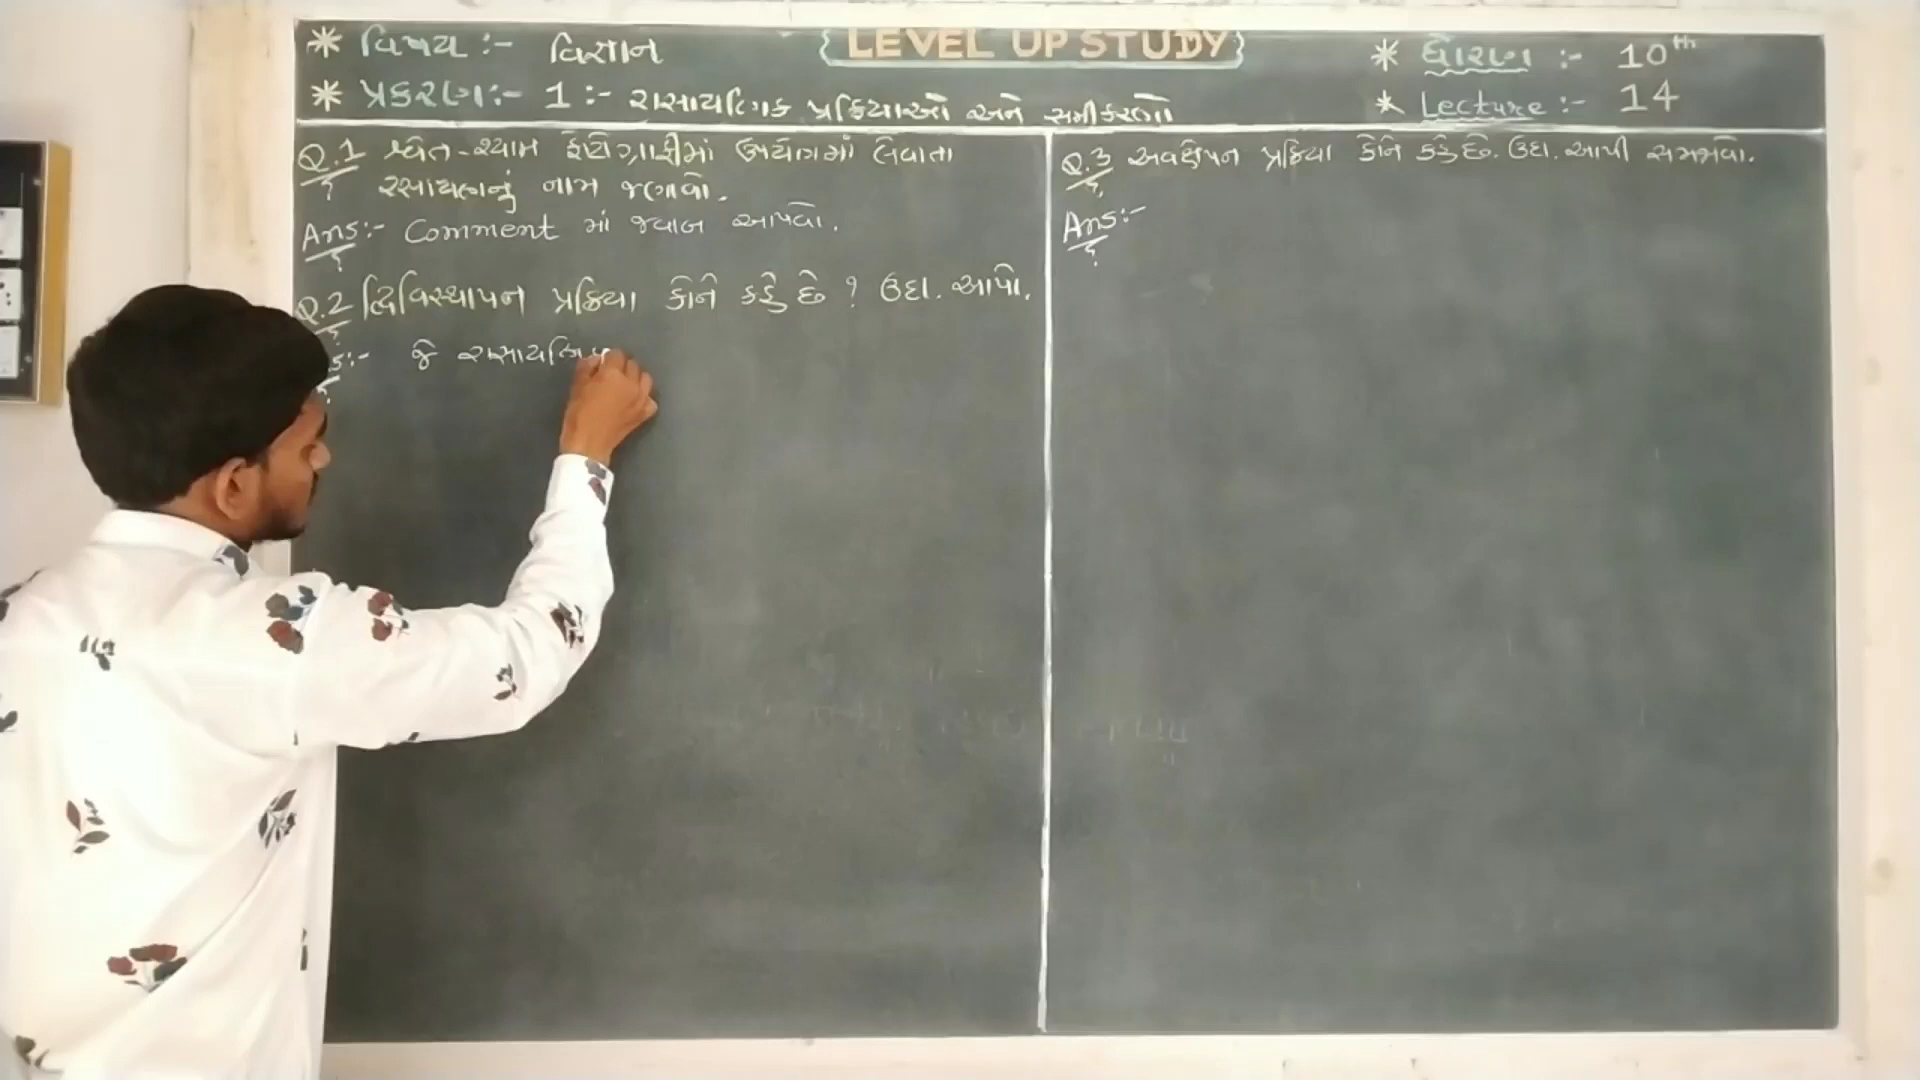 * વિષય :- વિજ્ઞાન
{ LEVEL UP STUDY }
* ધોરણ :- 10th
* પ્રકરણ:- 1 :- રાસાયણિક પ્રક્રિયાઓ અને સમીકરણો
* Lecture :- 14
Q.1 શ્વેત-શ્યામ ફોટોગ્રાફીમાં ઉપયોગમાં લેવાતા
રસાયણનું નામ જણાવો.
Ans:- Comment માં જવાબ આપવો.
Q.2 દ્વિવિસ્થાપન પ્રક્રિયા કોને કહે છે ? ઉદા. આપો.
s:- જે રાસાયણિક
Q.3 અવક્ષેપન પ્રક્રિયા કોને કહે છે. ઉદા. આપી સમજાવો.
Ans:-